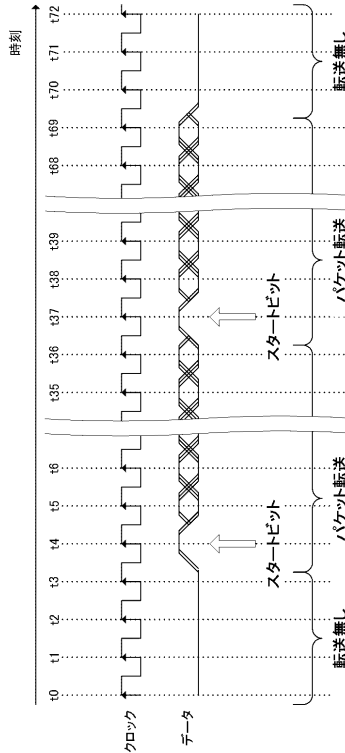 時刻
t0 t1 t2 t3 t4 t5 t6 t35 t36 t37 t38 t39 t68 t69 t70 t71 t72
クロック
データ
スタートビット スタートビット
転送無し パケット転送 パケット転送 転送無し